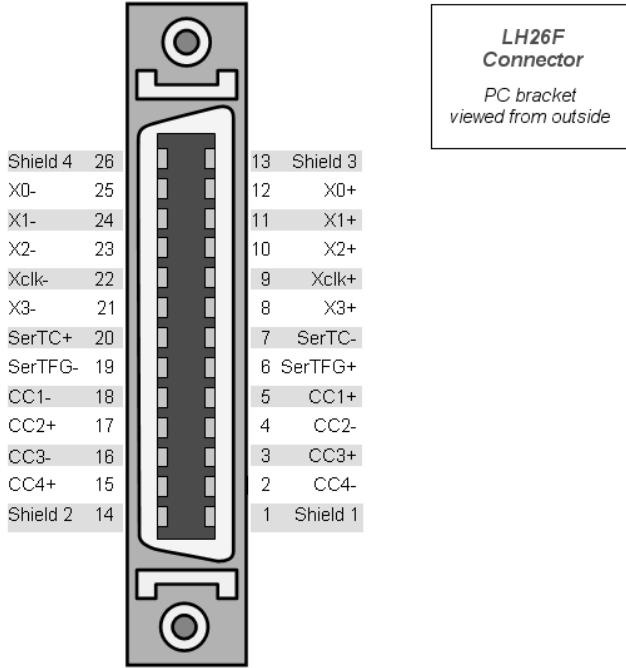 LH26F
Connector
PC bracket
viewed from outside
Shield 4 26 13 Shield 3
X0- 25 12 X0+
X1- 24 11 X1+
X2- 23 10 X2+
Xclk- 22 9 Xclk+
X3- 21 8 X3+
SerTC+ 20 7 SerTC-
SerTFG- 19 6 SerTFG+
CC1- 18 5 CC1+
CC2+ 17 4 CC2-
CC3- 16 3 CC3+
CC4+ 15 2 CC4-
Shield 2 14 1 Shield 1